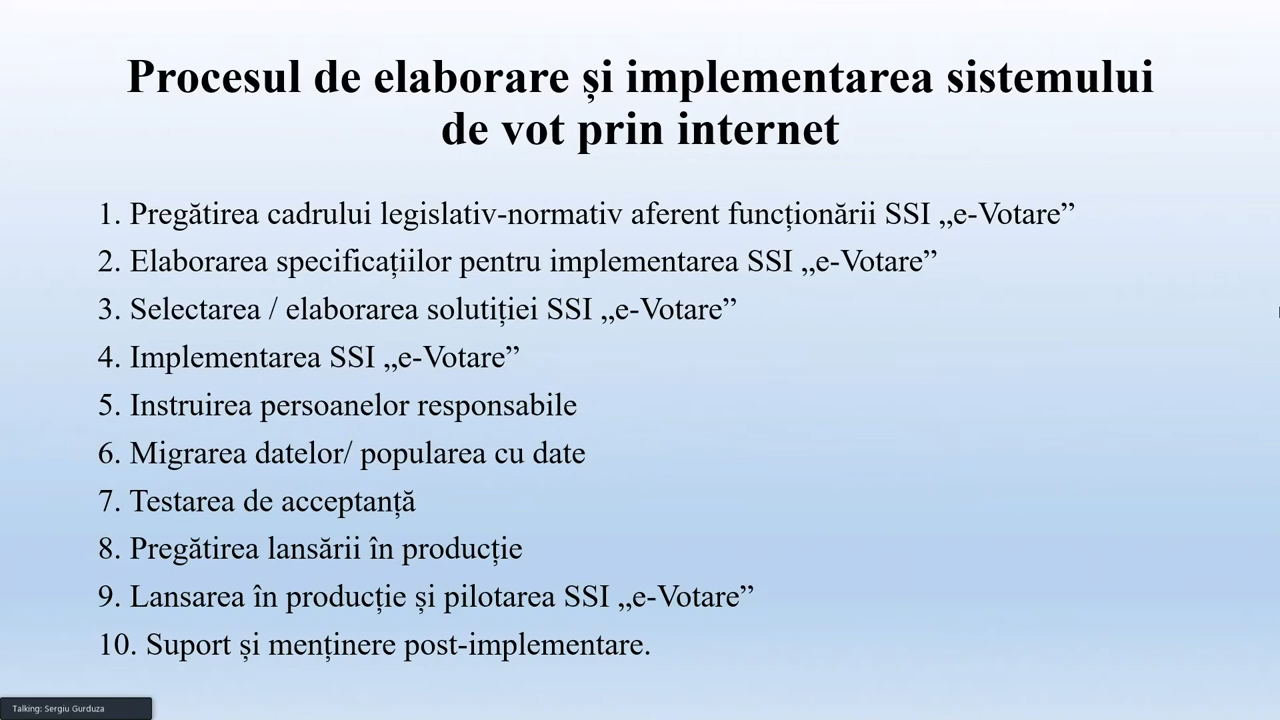 Procesul de elaborare și implementarea sistemului
de vot prin internet
1. Pregătirea cadrului legislativ-normativ aferent funcționării SSI „e-Votare”
2. Elaborarea specificațiilor pentru implementarea SSI „e-Votare”
3. Selectarea / elaborarea solutiției SSI „e-Votare”
4. Implementarea SSI „e-Votare”
5. Instruirea persoanelor responsabile
6. Migrarea datelor/ popularea cu date
7. Testarea de acceptanță
8. Pregătirea lansării în producție
9. Lansarea în producție și pilotarea SSI „e-Votare”
10. Suport și menținere post-implementare.
Talking: Sergiu Gurduza